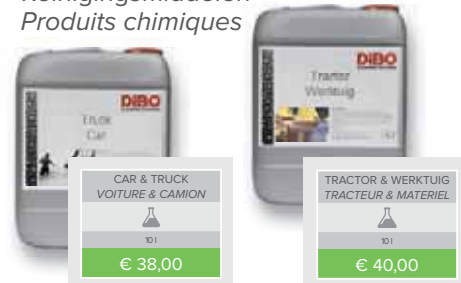 Reinigingsmiddelen
Produits chimiques
DiBO
Truck
Car
DiBO
Tractor
Werktuig
CAR & TRUCK
VOITURE & CAMION
10 l
€ 38,00
TRACTOR & WERKTUIG
TRACTEUR & MATERIEL
10 l
€ 40,00